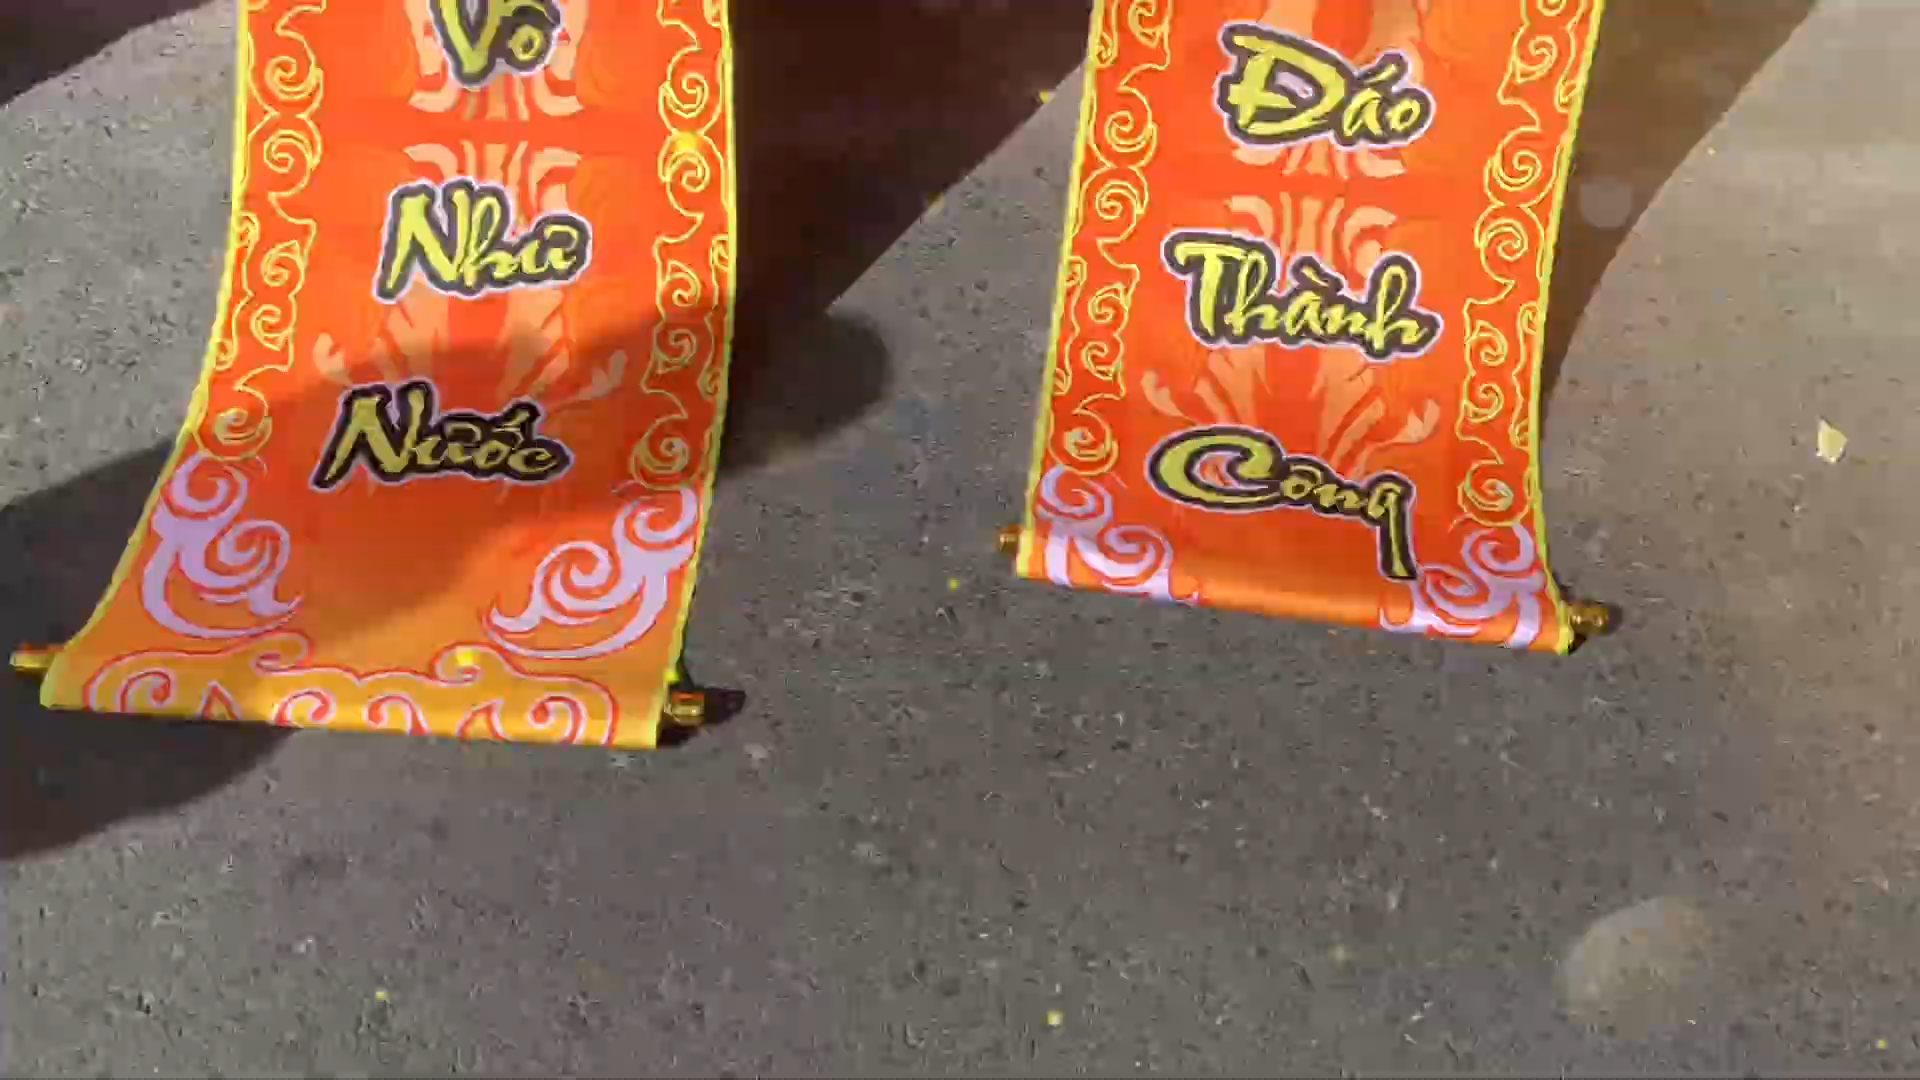 Vô
Như
Nước
Đáo
Thành
Công